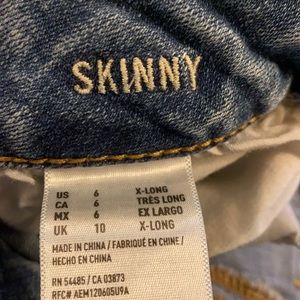 SKINNY
US 6 X-LONG
CA 6 TRÈS LONG
MX 6 EX LARGO
UK 10 X-LONG
MADE IN CHINA / FABRIQUÉ EN CHINE /
HECHO EN CHINA
RN 54485 / CA 03873
RFC# AEM120605U9A